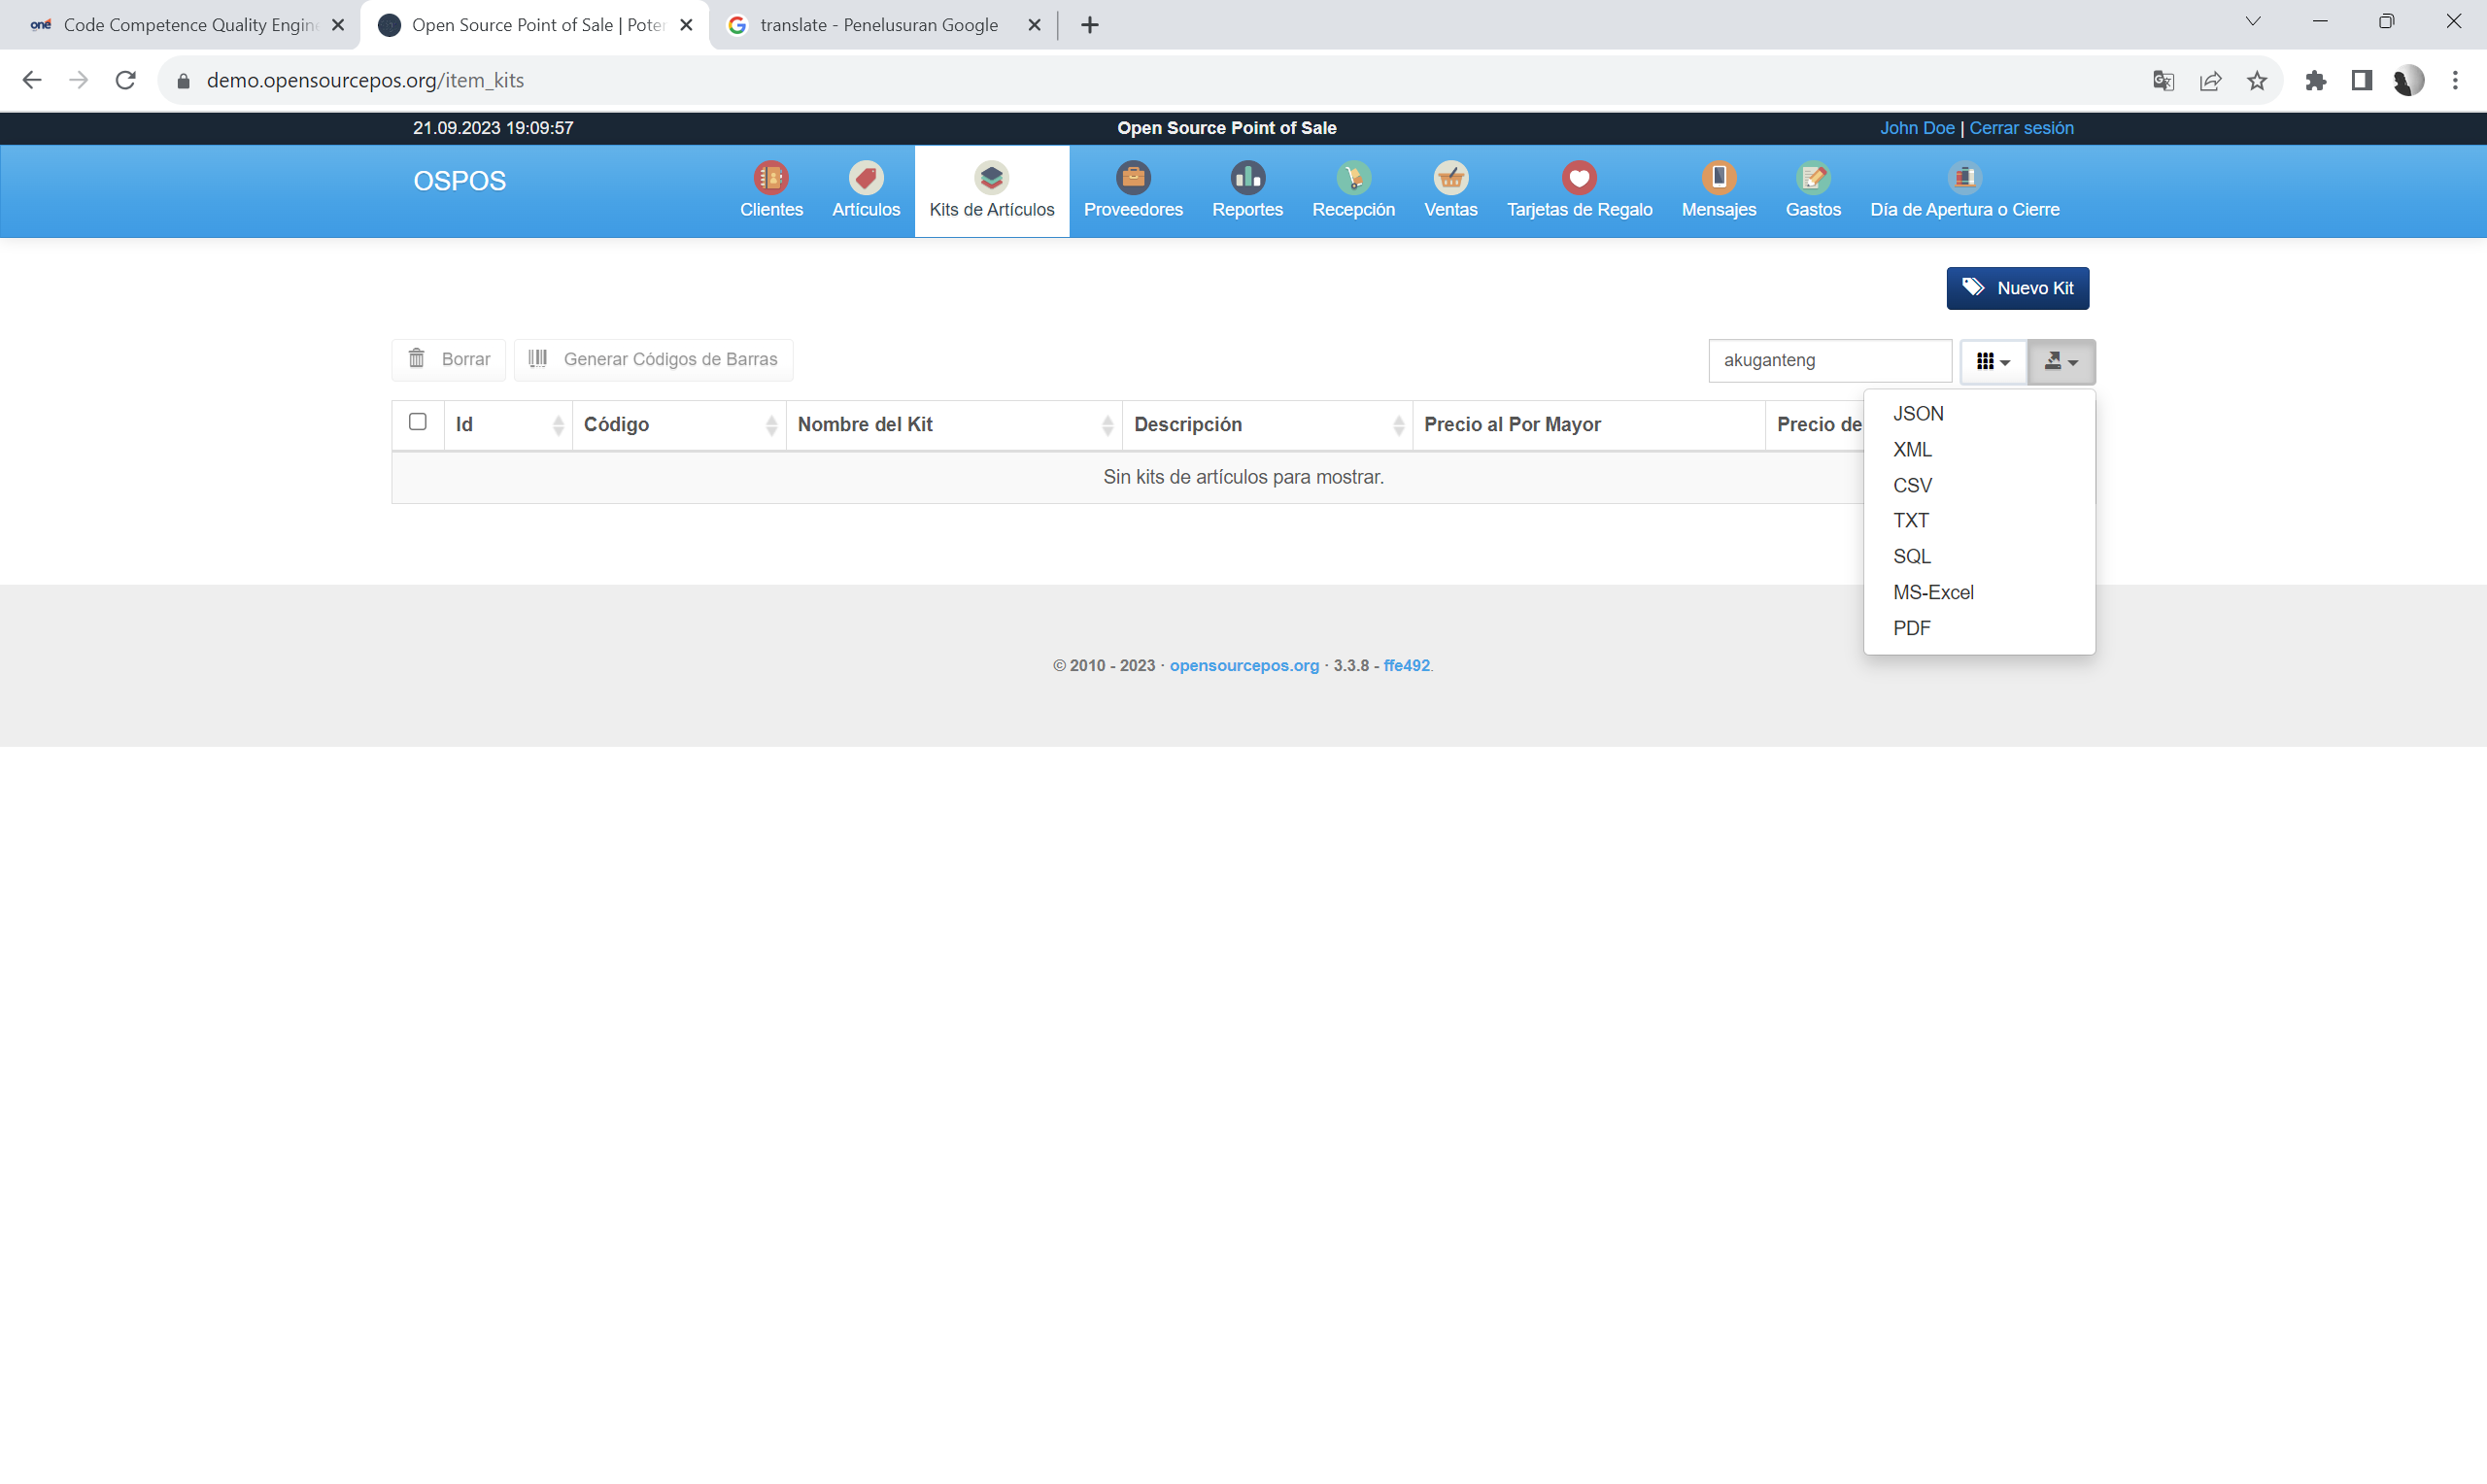 one Code Competence Quality Engin
Open Source Point of Sale | Poter
translate - Penelusuran Google
demo.opensourcepos.org/item_kits
21.09.2023 19:09:57
Open Source Point of Sale
John Doe | Cerrar sesión
OSPOS
Clientes
Artículos
Kits de Artículos
Proveedores
Reportes
Recepción
Ventas
Tarjetas de Regalo
Mensajes
Gastos
Día de Apertura o Cierre
Nuevo Kit
Borrar
Generar Códigos de Barras
akuganteng
Id
Código
Nombre del Kit
Descripción
Precio al Por Mayor
Precio de
Sin kits de artículos para mostrar.
JSON
XML
CSV
TXT
SQL
MS-Excel
PDF
© 2010 - 2023 · opensourcepos.org · 3.3.8 - ffe492.